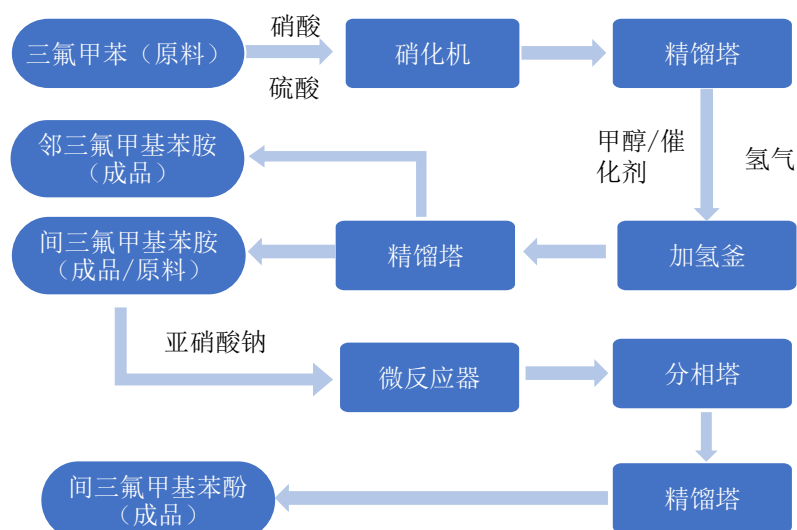 三氟甲苯（原料）
硝酸
硫酸
硝化机
精馏塔
甲醇/催
化剂
氢气
邻三氟甲基苯胺
（成品）
间三氟甲基苯胺
（成品/原料）
精馏塔
加氢釜
亚硝酸钠
微反应器
分相塔
间三氟甲基苯酚
（成品）
精馏塔